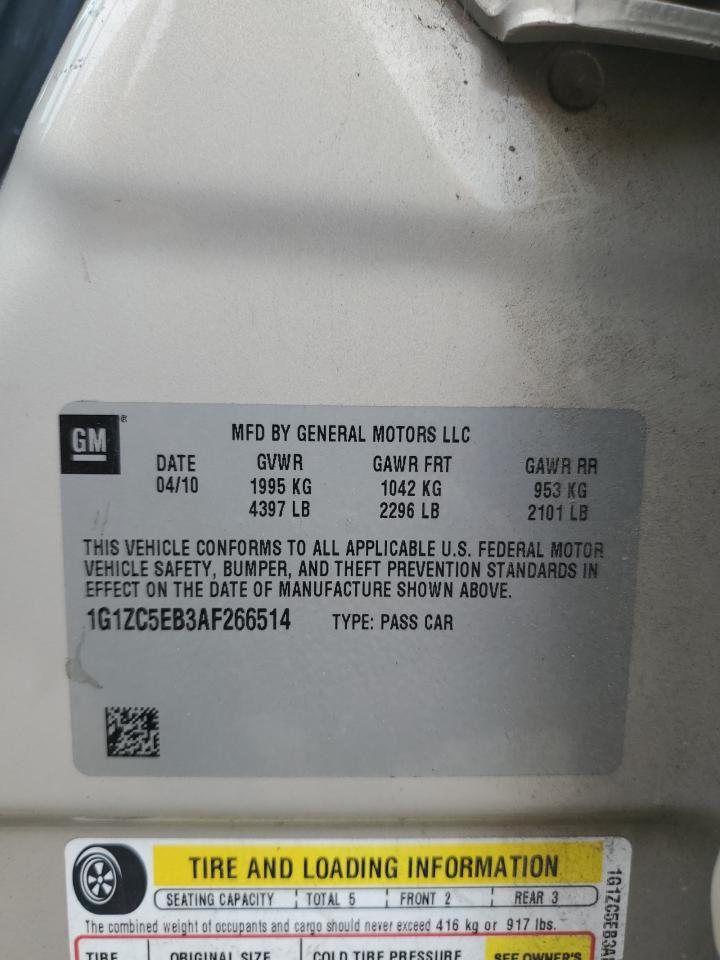 GM ®
MFD BY GENERAL MOTORS LLC
DATE GVWR GAWR FRT GAWR RR
04/10 1995 KG 1042 KG 953 KG
4397 LB 2296 LB 2101 LB
THIS VEHICLE CONFORMS TO ALL APPLICABLE U.S. FEDERAL MOTOR
VEHICLE SAFETY, BUMPER, AND THEFT PREVENTION STANDARDS IN
EFFECT ON THE DATE OF MANUFACTURE SHOWN ABOVE.
1G1ZC5EB3AF266514 TYPE: PASS CAR
TIRE AND LOADING INFORMATION
SEATING CAPACITY TOTAL 5 FRONT 2 REAR 3
The combined weight of occupants and cargo should never exceed 416 kg or 917 lbs.
TIRE ORIGINAL SIZE COLD TIRE PRESSURE SEE OWNER'S
1G1ZC5EB3A